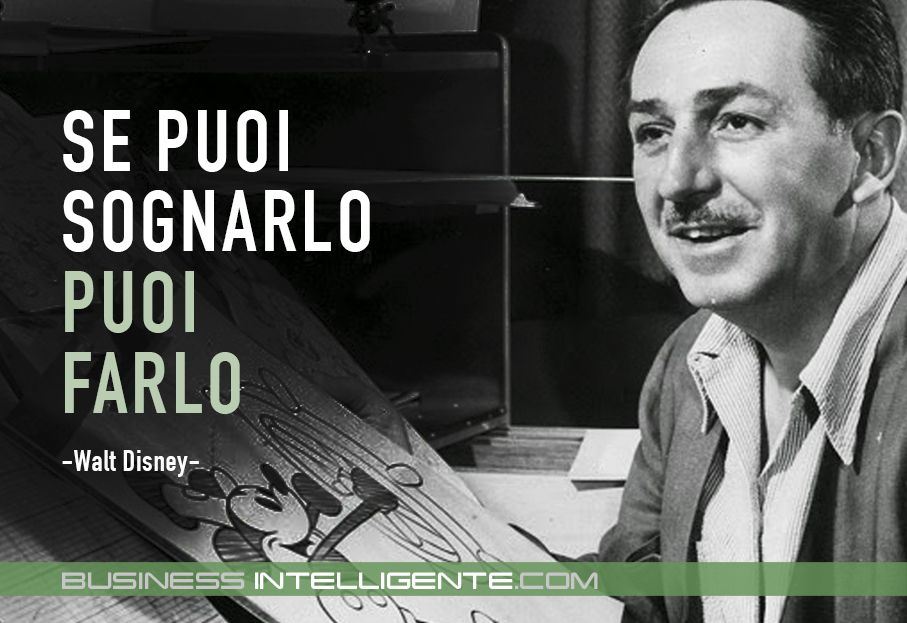 SE PUOI
SOGNARLO
PUOI
FARLO
-Walt Disney-
BUSINESS INTELLIGENTE.COM